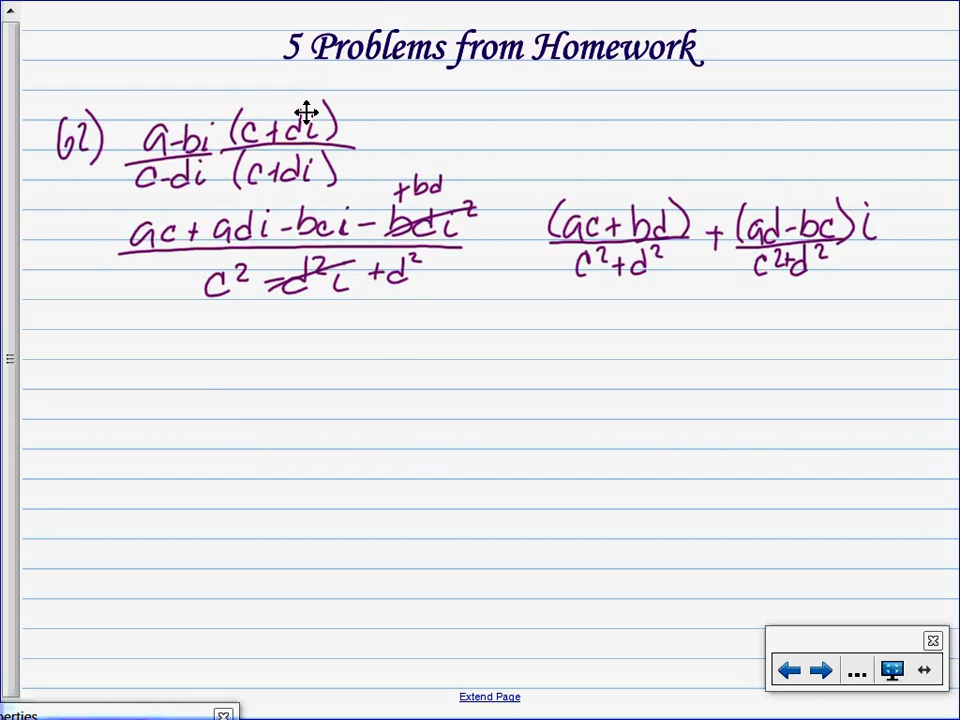 5 Problems from Homework
62) a-bi (c+di)
c-di (c+di)
+bd
ac + adi - bci - bdi²
c² - d²i + d²
(ac + bd) + (ad - bc) i
c² + d² c² + d²
...
Extend Page
perties